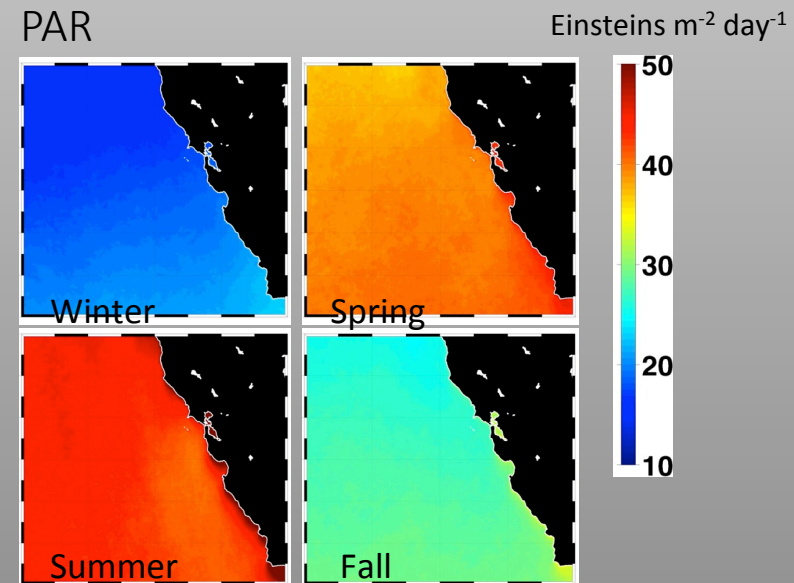 PAR
Einsteins m⁻² day⁻¹
Winter
Spring
Summer
Fall
50
40
30
20
10